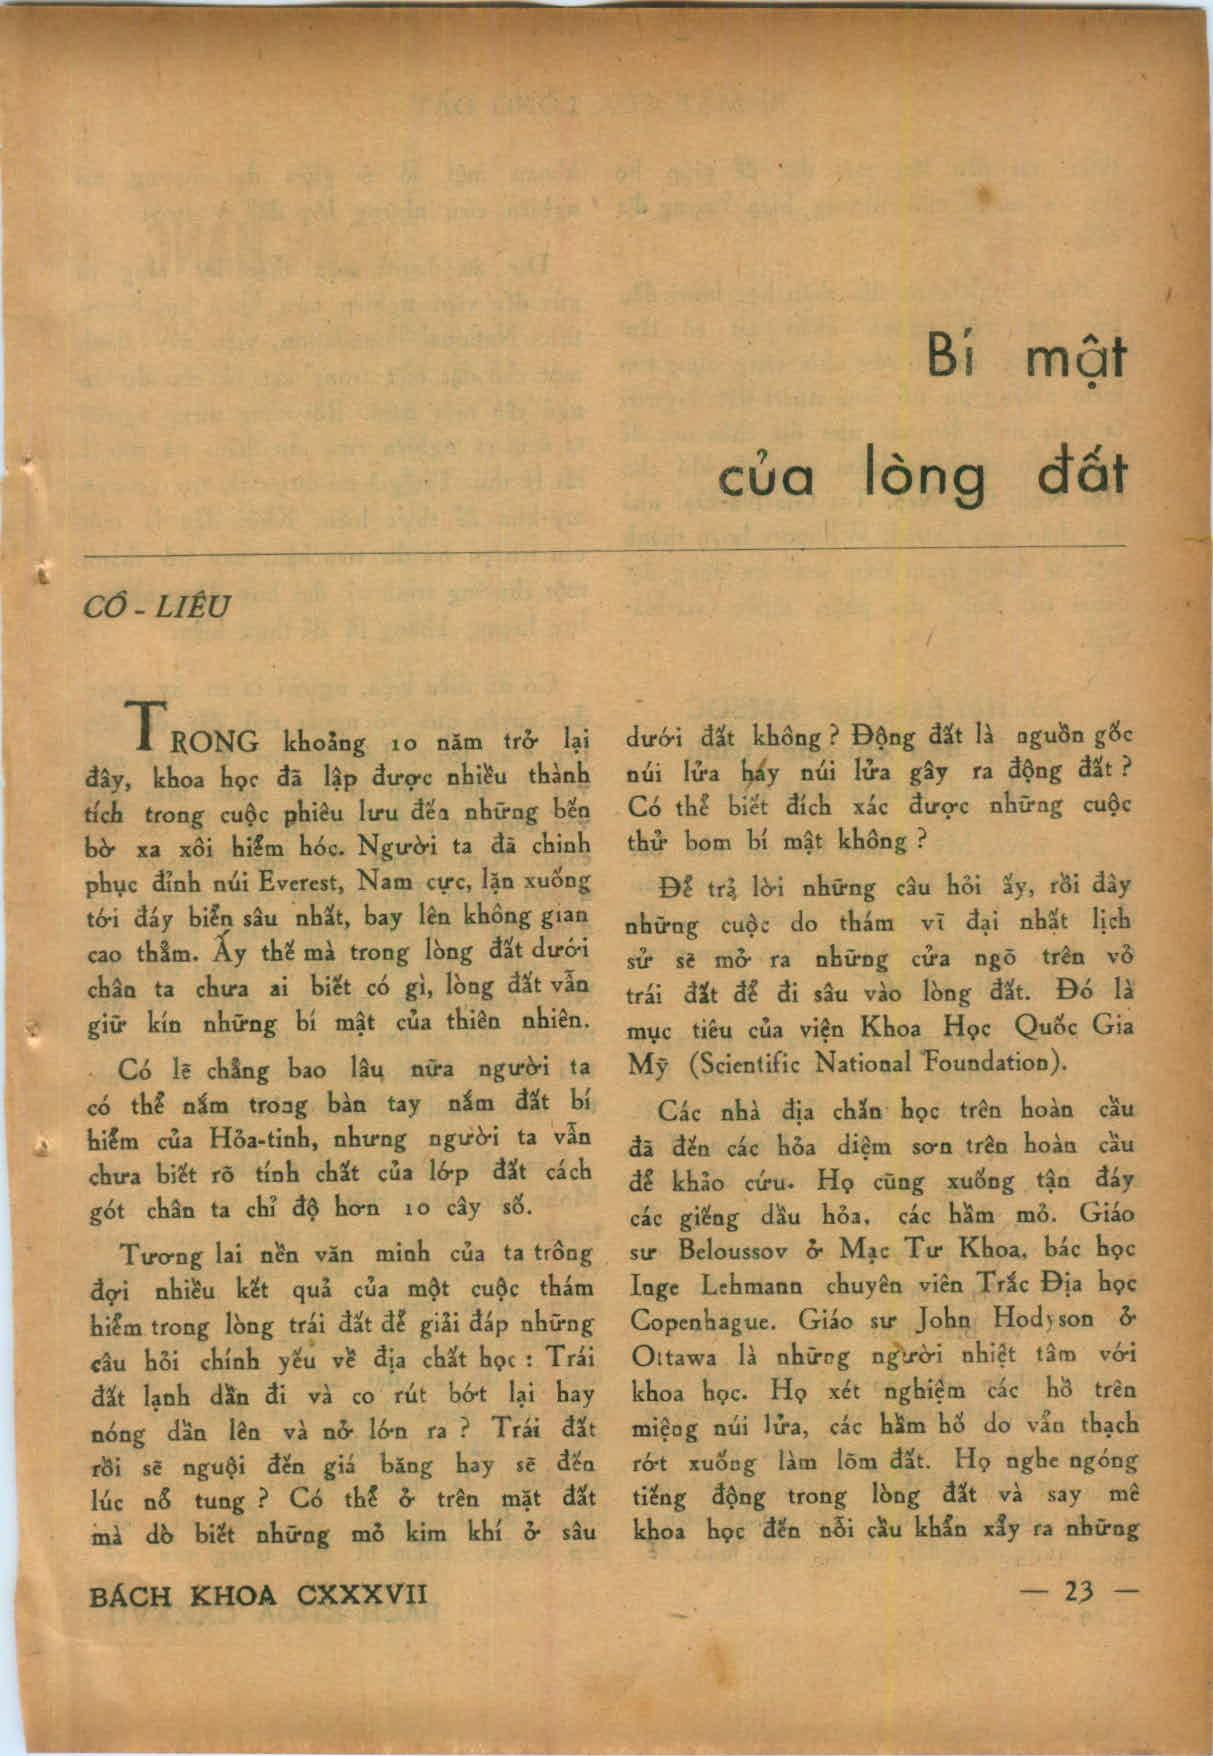 Bí mật
của lòng đất
CÔ - LIÊU
TRONG khoảng 10 năm trở lại
đây, khoa học đã lập được nhiều thành
tích trong cuộc phiêu lưu đến những bến
bờ xa xôi hiểm hóc. Người ta đã chinh
phục đỉnh núi Everest, Nam cực, lặn xuống
tới đáy biển sâu nhất, bay lên không gian
cao thẳm. Ấy thế mà trong lòng đất dưới
chân ta chưa ai biết có gì, lòng đất vẫn
giữ kín những bí mật của thiên nhiên.
Có lẽ chẳng bao lâu nữa người ta
có thể nắm trong bàn tay nắm đất bí
hiểm của Hỏa-tinh, nhưng người ta vẫn
chưa biết rõ tính chất của lớp đất cách
gót chân ta chỉ độ hơn 10 cây số.
Tương lai nền văn minh của ta trông
đợi nhiều kết quả của một cuộc thám
hiểm trong lòng trái đất để giải đáp những
câu hỏi chính yếu về địa chất học : Trái
đất lạnh dần đi và co rút bớt lại hay
nóng dần lên và nở lớn ra ? Trái đất
rồi sẽ nguội đến giá băng hay sẽ đến
lúc nổ tung ? Có thể ở trên mặt đất
mà dò biết những mỏ kim khí ở sâu
dưới đất không ? Động đất là nguồn gốc
núi lửa hay núi lửa gây ra động đất ?
Có thể biết đích xác được những cuộc
thử bom bí mật không ?
Để trả lời những câu hỏi ấy, rồi đây
những cuộc do thám vĩ đại nhất lịch
sử sẽ mở ra những cửa ngõ trên vỏ
trái đất để đi sâu vào lòng đất. Đó là
mục tiêu của viện Khoa Học Quốc Gia
Mỹ (Scientific National Foundation).
Các nhà địa chấn học trên hoàn cầu
đã đến các hỏa diệm sơn trên hoàn cầu
để khảo cứu. Họ cũng xuống tận đáy
các giếng dầu hỏa, các hầm mỏ. Giáo
sư Beloussov ở Mạc Tư Khoa, bác học
Inge Lehmann chuyên viên Trắc Địa học
Copenhague. Giáo sư John Hodyson ở
Ottawa là những người nhiệt tâm với
khoa học. Họ xét nghiệm các hồ trên
miệng núi lửa, các hầm hố do vẫn thạch
rớt xuống làm lõm đất. Họ nghe ngóng
tiếng động trong lòng đất và say mê
khoa học đến nỗi cầu khẩn xẩy ra những
BÁCH KHOA CXXXVII
— 23 —